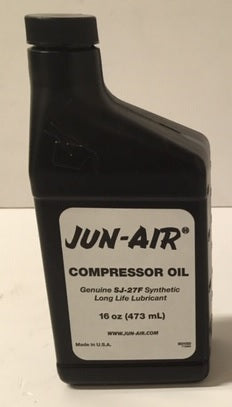 JUN-AIR®
COMPRESSOR OIL
Genuine SJ-27F Synthetic
Long Life Lubricant
16 oz (473 mL)
WWW.JUN-AIR.COM
Made in U.S.A.